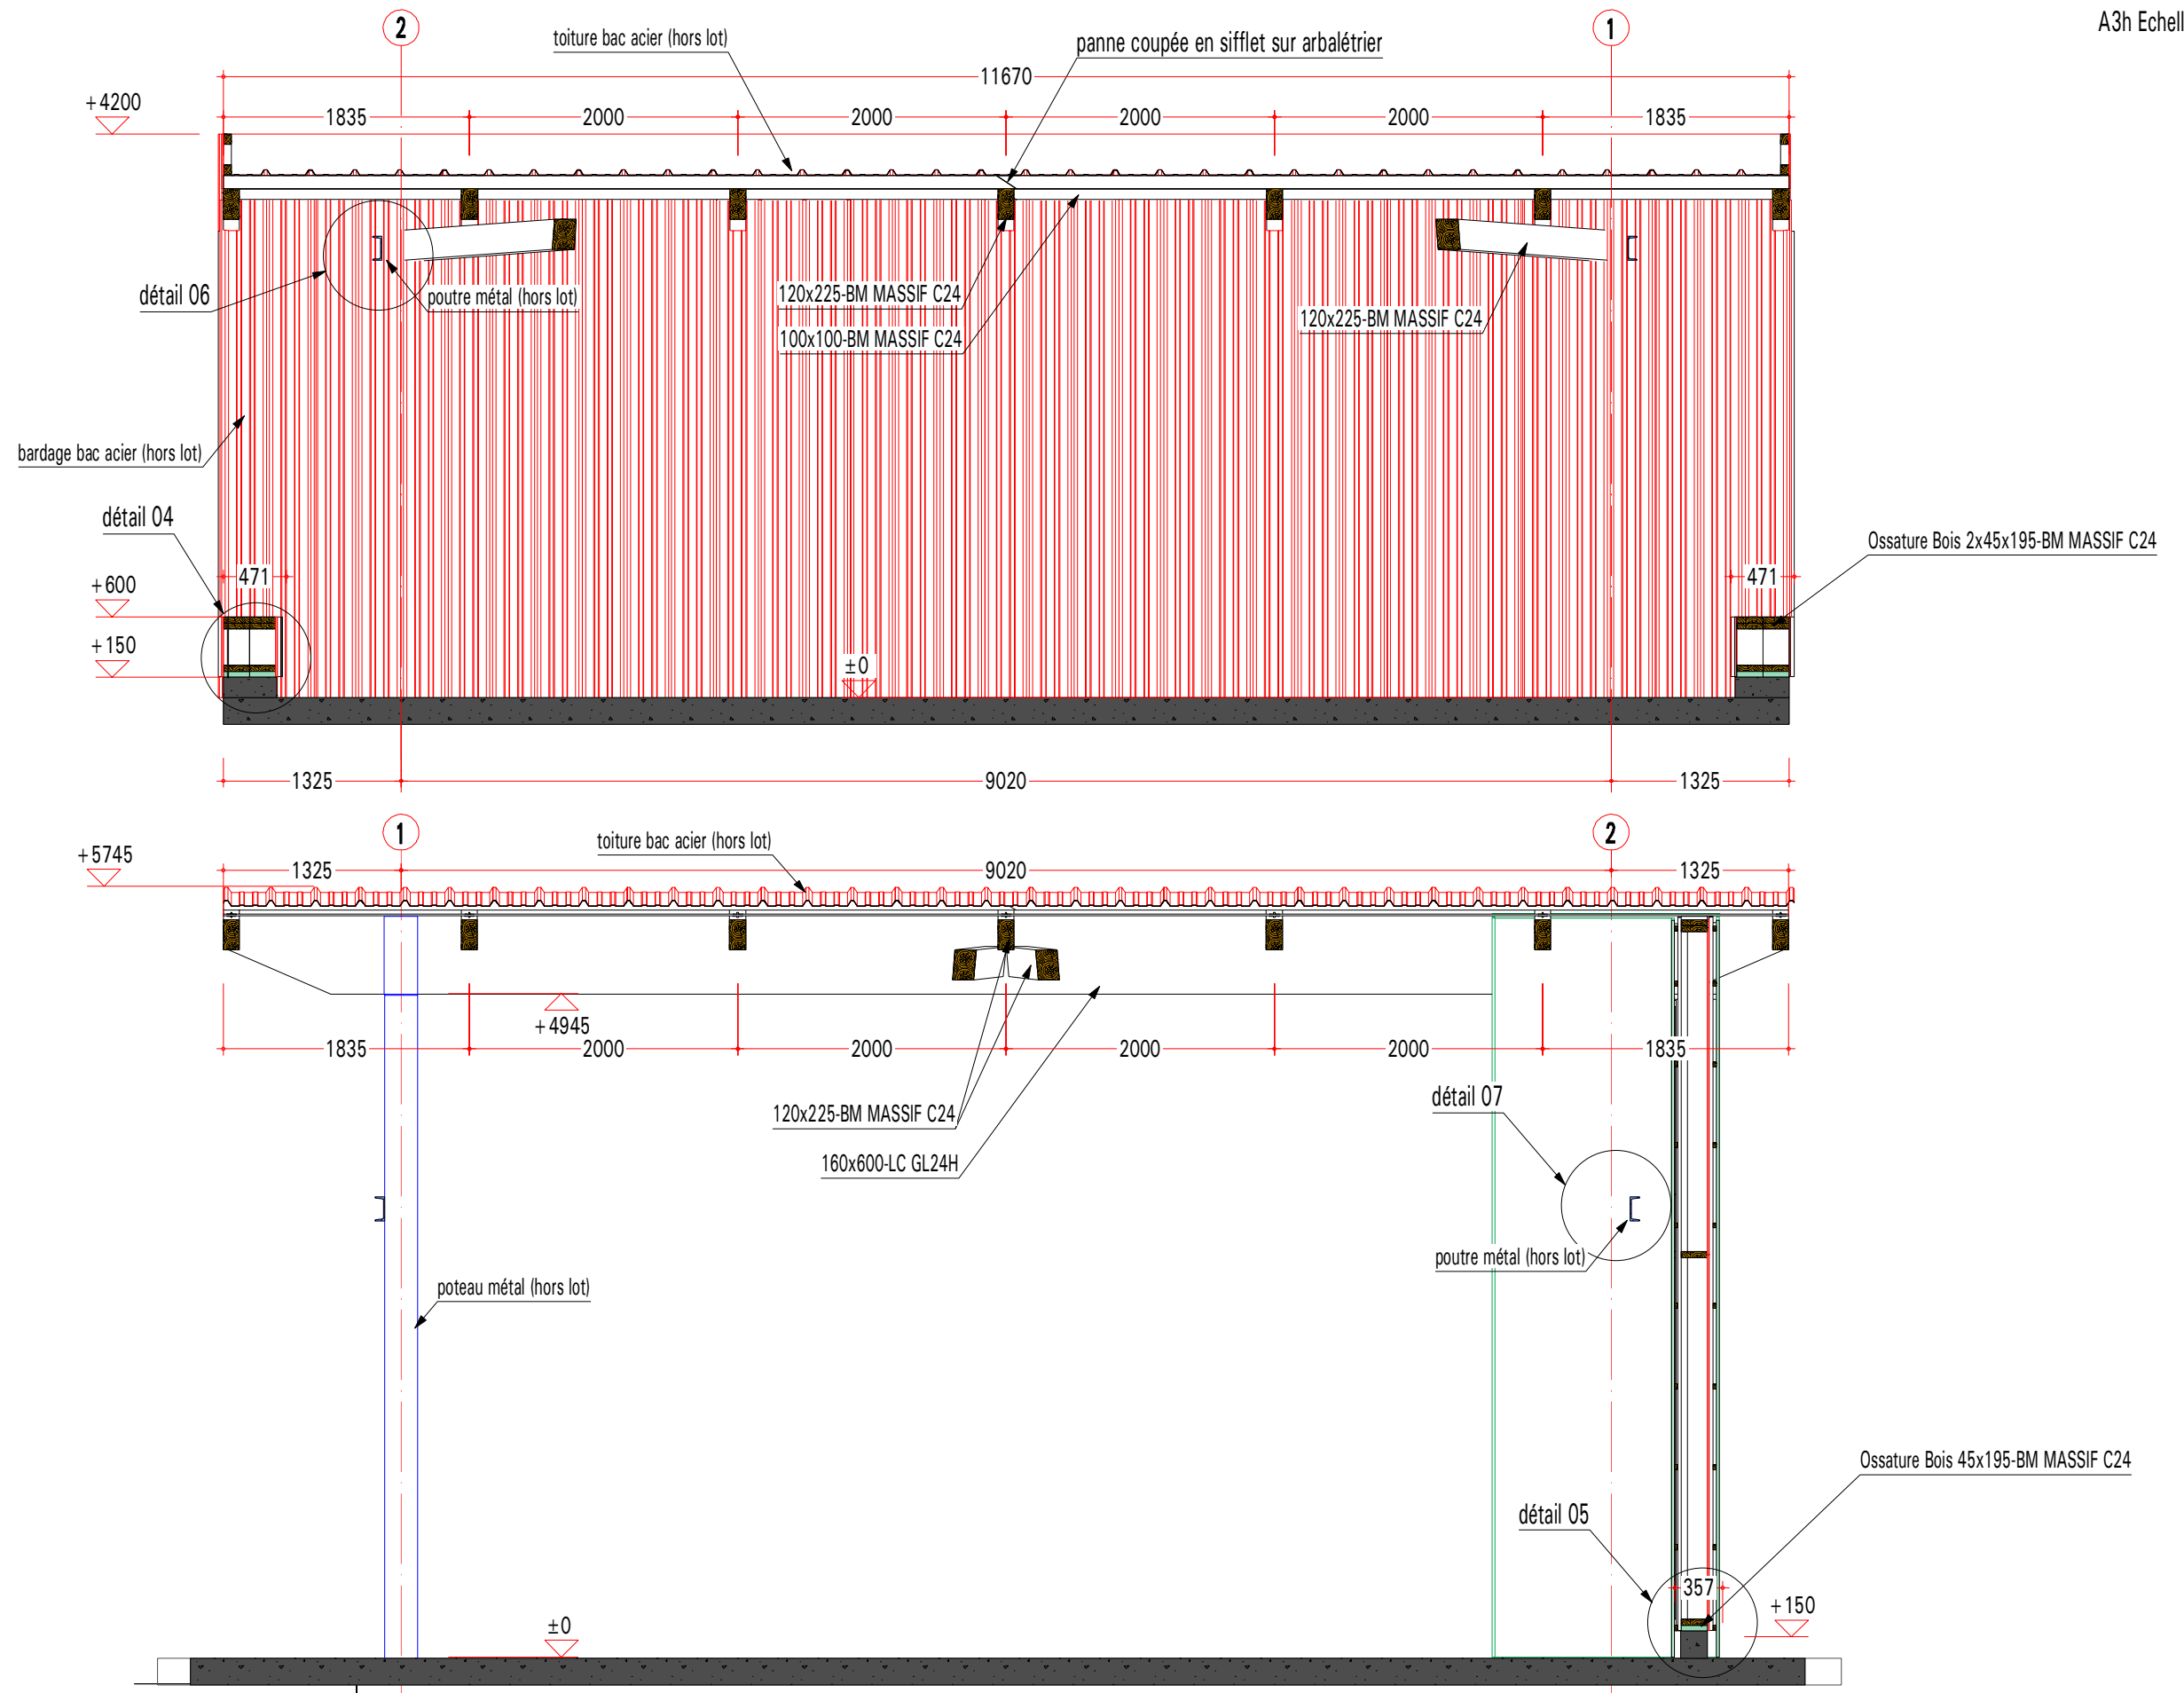 A3h Echell
2
1
toiture bac acier (hors lot)
panne coupée en sifflet sur arbalétrier
11670
+4200
1835
2000
2000
2000
2000
1835
détail 06
poutre métal (hors lot)
120x225-BM MASSIF C24
100x100-BM MASSIF C24
120x225-BM MASSIF C24
bardage bac acier (hors lot)
détail 04
Ossature Bois 2x45x195-BM MASSIF C24
471
471
+600
+150
±0
1325
9020
1325
1
2
toiture bac acier (hors lot)
+5745
1325
9020
1325
+4945
1835
2000
2000
2000
2000
1835
détail 07
120x225-BM MASSIF C24
160x600-LC GL24H
poutre métal (hors lot)
poteau métal (hors lot)
Ossature Bois 45x195-BM MASSIF C24
détail 05
357
+150
±0